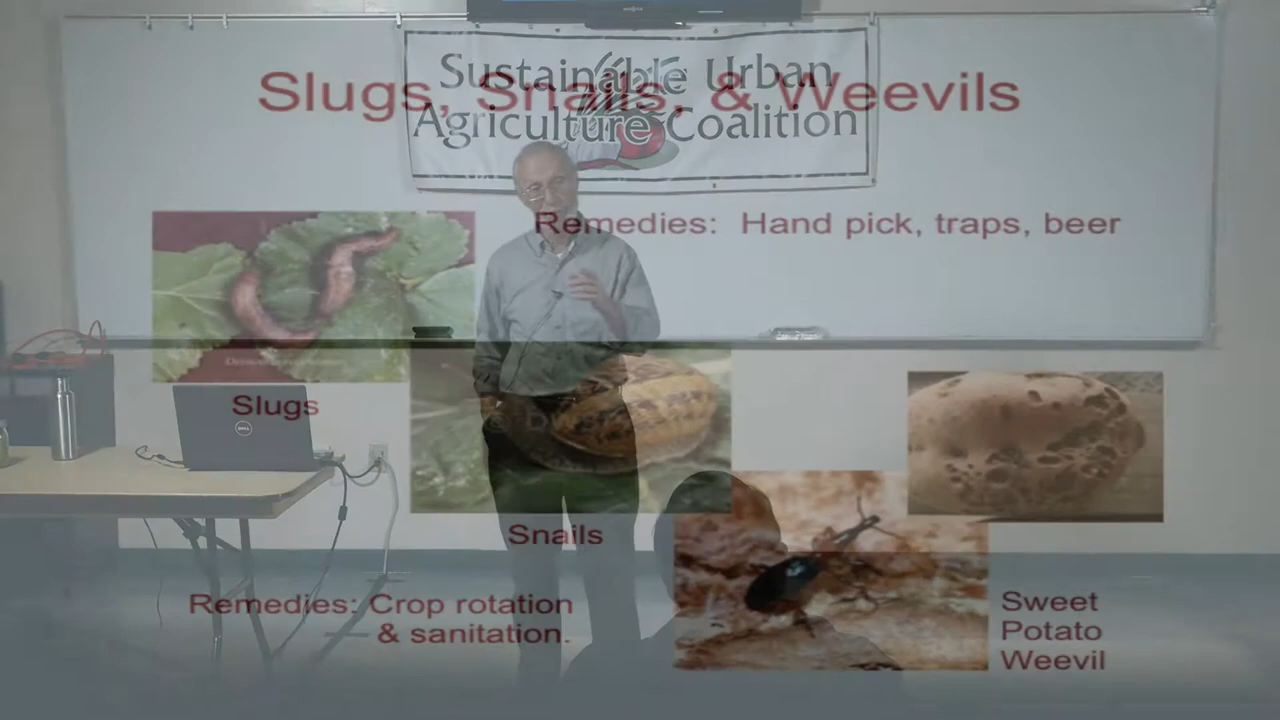 Sustainable Urban
Agriculture Coalition
Slugs, Snails, & Weevils
Remedies: Hand pick, traps, beer
Slugs
DELL
Snails
Remedies: Crop rotation
& sanitation.
Sweet
Potato
Weevil